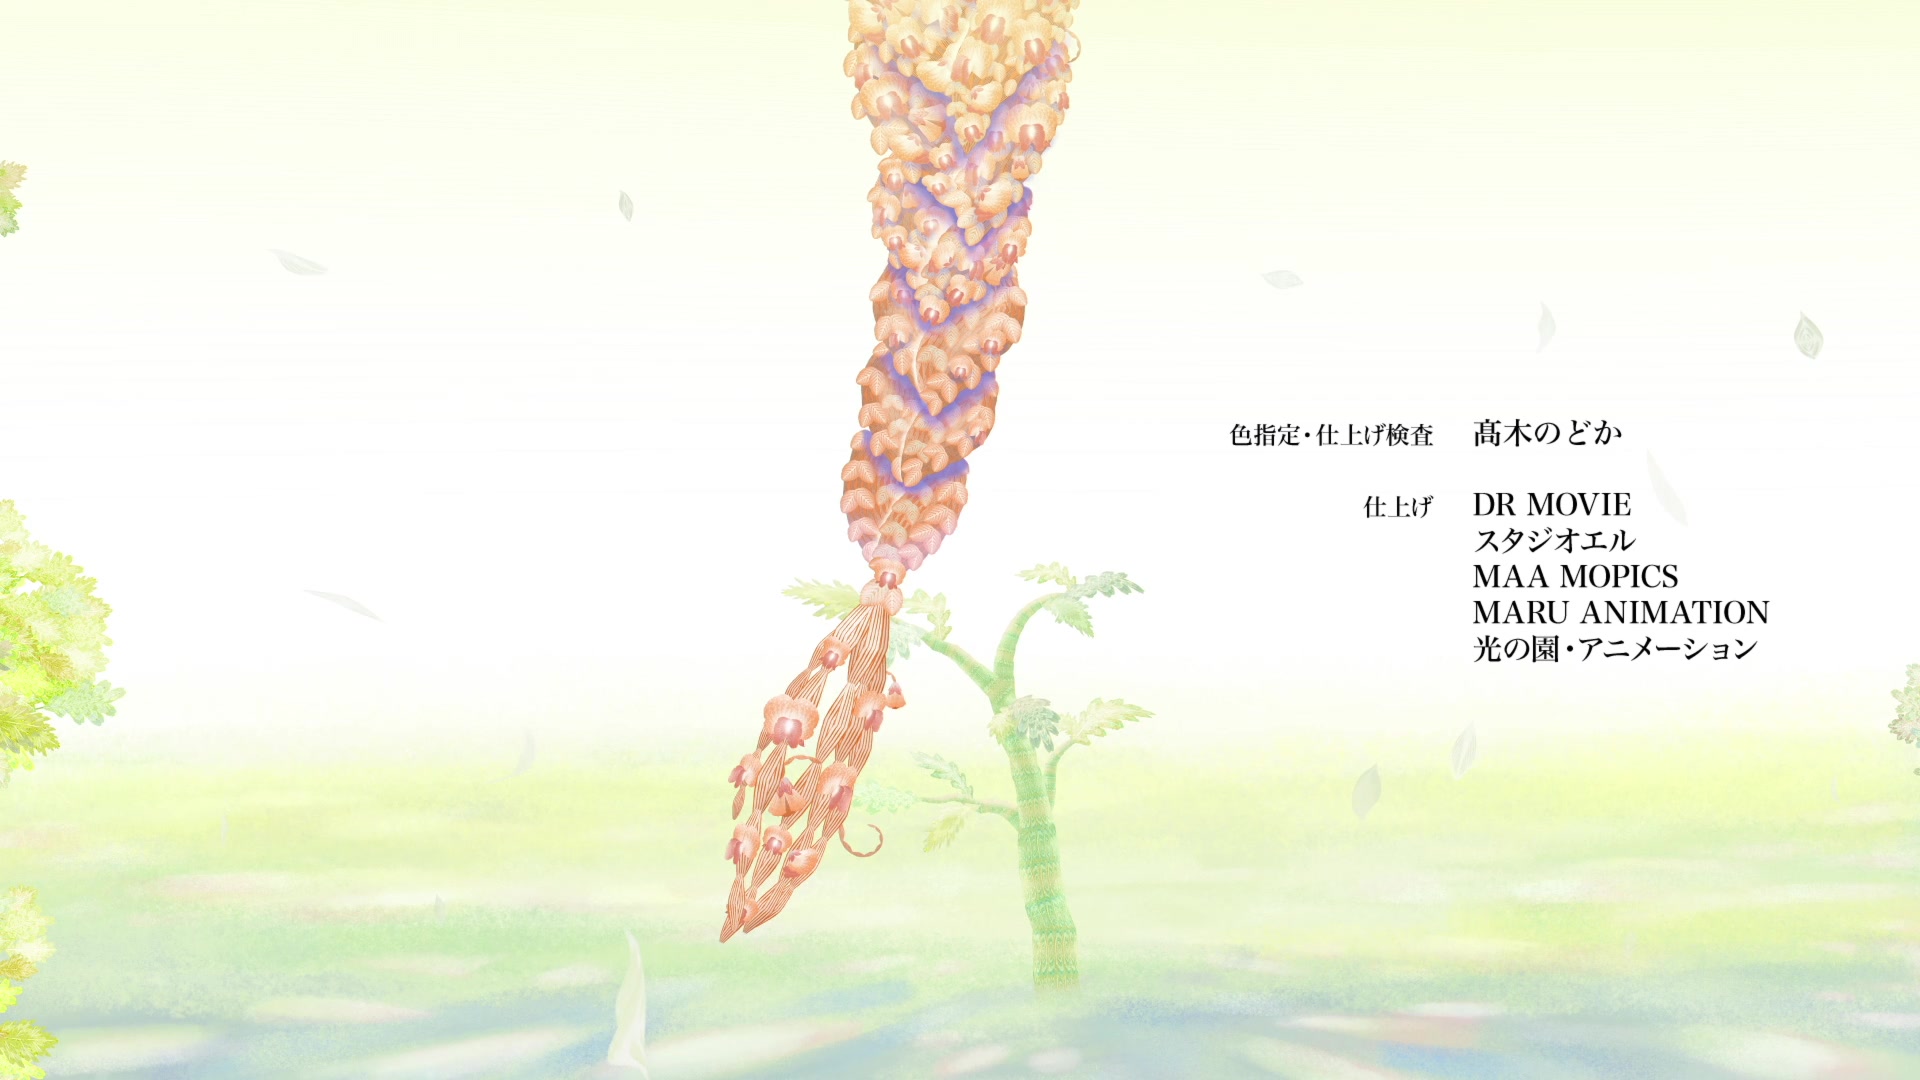 色指定・仕上げ検査 髙木のどか
仕上げ DR MOVIE
スタジオエル
MAA MOPICS
MARU ANIMATION
光の園・アニメーション